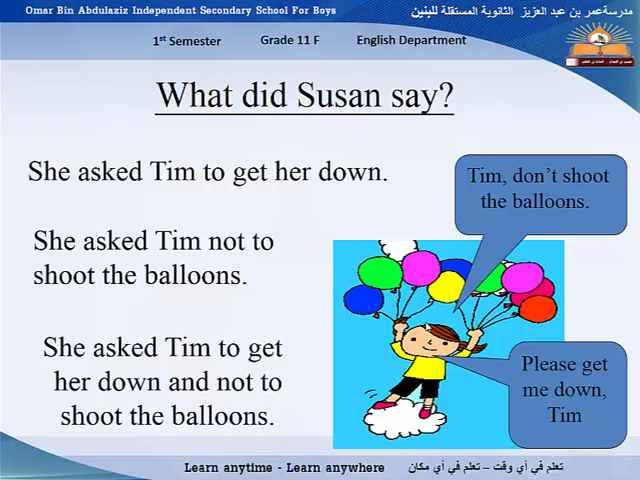 Omar Bin Abdulaziz Independent Secondary School For Boys
مدرسةعمر بن عبد العزيز الثانوية المستقلة للبنين
1st Semester Grade 11 F English Department
What did Susan say?
She asked Tim to get her down.
Tim, don't shoot
the balloons.
She asked Tim not to
shoot the balloons.
She asked Tim to get
her down and not to
shoot the balloons.
Please get
me down,
Tim
Learn anytime - Learn anywhere
تعلم في أي وقت – تعلم في أي مكان